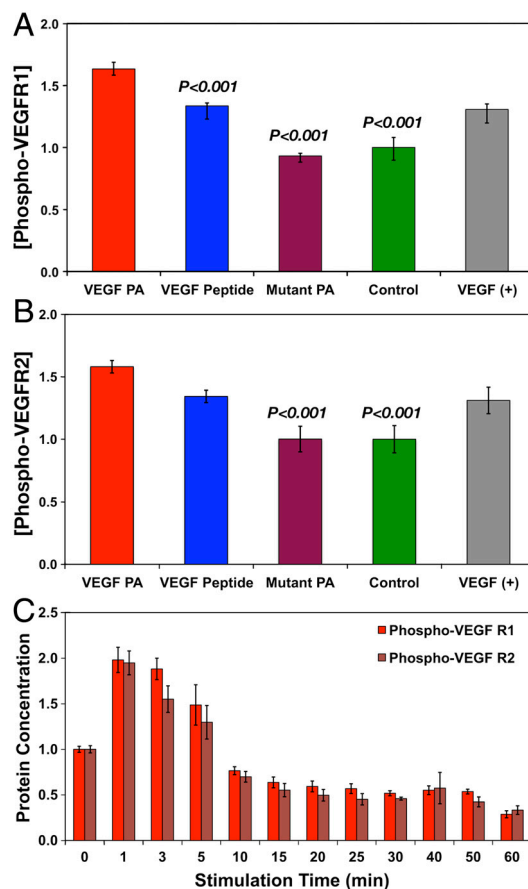 A
2.0
P<0.001
P<0.001
P<0.001
1.5
1.0
0.5
0.0
[Phospho-VEGFR1]
VEGF PA VEGF Peptide Mutant PA Control VEGF (+)
B
2.0
1.5
P<0.001 P<0.001
1.0
0.5
0.0
[Phospho-VEGFR2]
VEGF PA VEGF Peptide Mutant PA Control VEGF (+)
C
2.5
Phospho-VEGF R1
Phospho-VEGF R2
2.0
1.5
1.0
0.5
0.0
Protein Concentration
0 1 3 5 10 15 20 25 30 40 50 60
Stimulation Time (min)